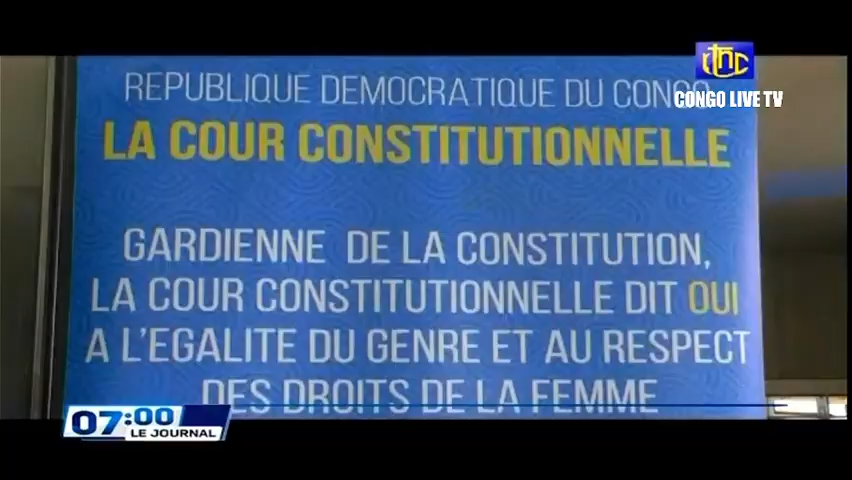 rtnc
CONGO LIVE TV
REPUBLIQUE DEMOCRATIQUE DU CONGO
LA COUR CONSTITUTIONNELLE
GARDIENNE DE LA CONSTITUTION,
LA COUR CONSTITUTIONNELLE DIT OUI
A L'EGALITE DU GENRE ET AU RESPECT
DES DROITS DE LA FEMME
07:00
LE JOURNAL